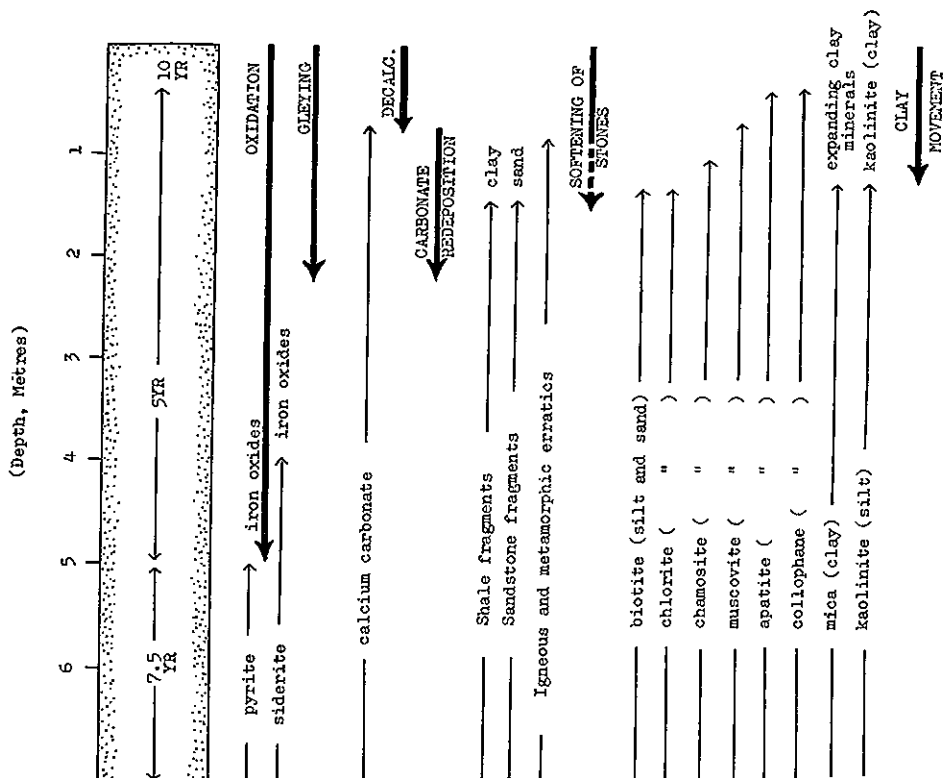 (Depth, Metres)
1
2
3
4
5
6
10
YR
5YR
7.5
YR
OXIDATION
GLEYING
DECALC.
CARBONATE
REDEPOSITION
SOFTENING OF
STONES
CLAY
MOVEMENT
pyrite
iron oxides
siderite
iron oxides
calcium carbonate
Shale fragments
clay
Sandstone fragments
sand
Igneous and metamorphic erratics
biotite (silt and sand)
chlorite ( " )
chamosite ( " )
muscovite ( " )
apatite ( " )
collophane ( " )
mica (clay)
expanding clay
minerals
kaolinite (silt)
kaolinite (clay)